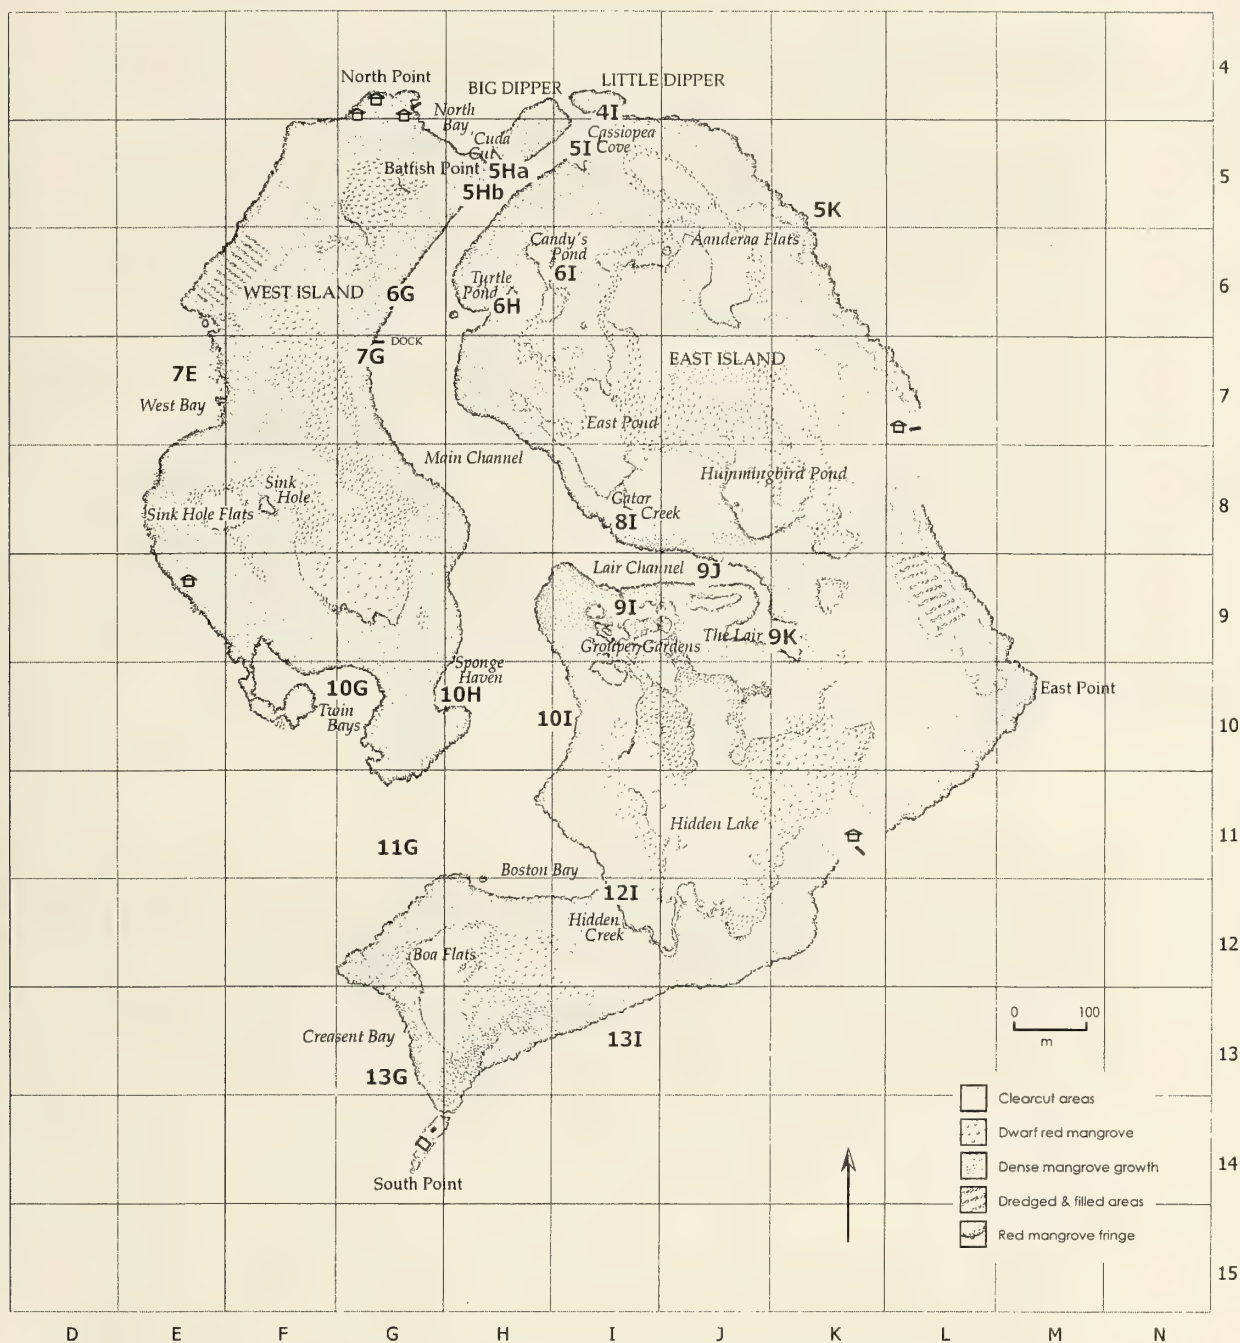 4
North Point
BIG DIPPER
LITTLE DIPPER
North
Bay
4I
'Cuda
Cut
Cassiopea
Cove
5I
Batfish Point
5Ha
5Hb
5
5K
Candy's
Pond
Aanderaa Flats
6I
Turtle
Pond
6H
WEST ISLAND
6G
6
DOCK
7G
EAST ISLAND
7E
West Bay
7
East Pond
Main Channel
Hummingbird Pond
Sink
Hole
Sink Hole Flats
Gator
Creek
8I
8
Lair Channel
9J
9I
9
The Lair
9K
Grouper Gardens
Sponge
Haven
10G
10H
East Point
Twin
Bays
10I
10
Hidden Lake
11G
11
Boston Bay
12I
Hidden
Creek
Boa Flats
12
0 100
m
Creasent Bay
13I
13
13G
Clearcut areas
Dwarf red mangrove
Dense mangrove growth
Dredged & filled areas
Red mangrove fringe
14
South Point
15
D E F G H I J K L M N